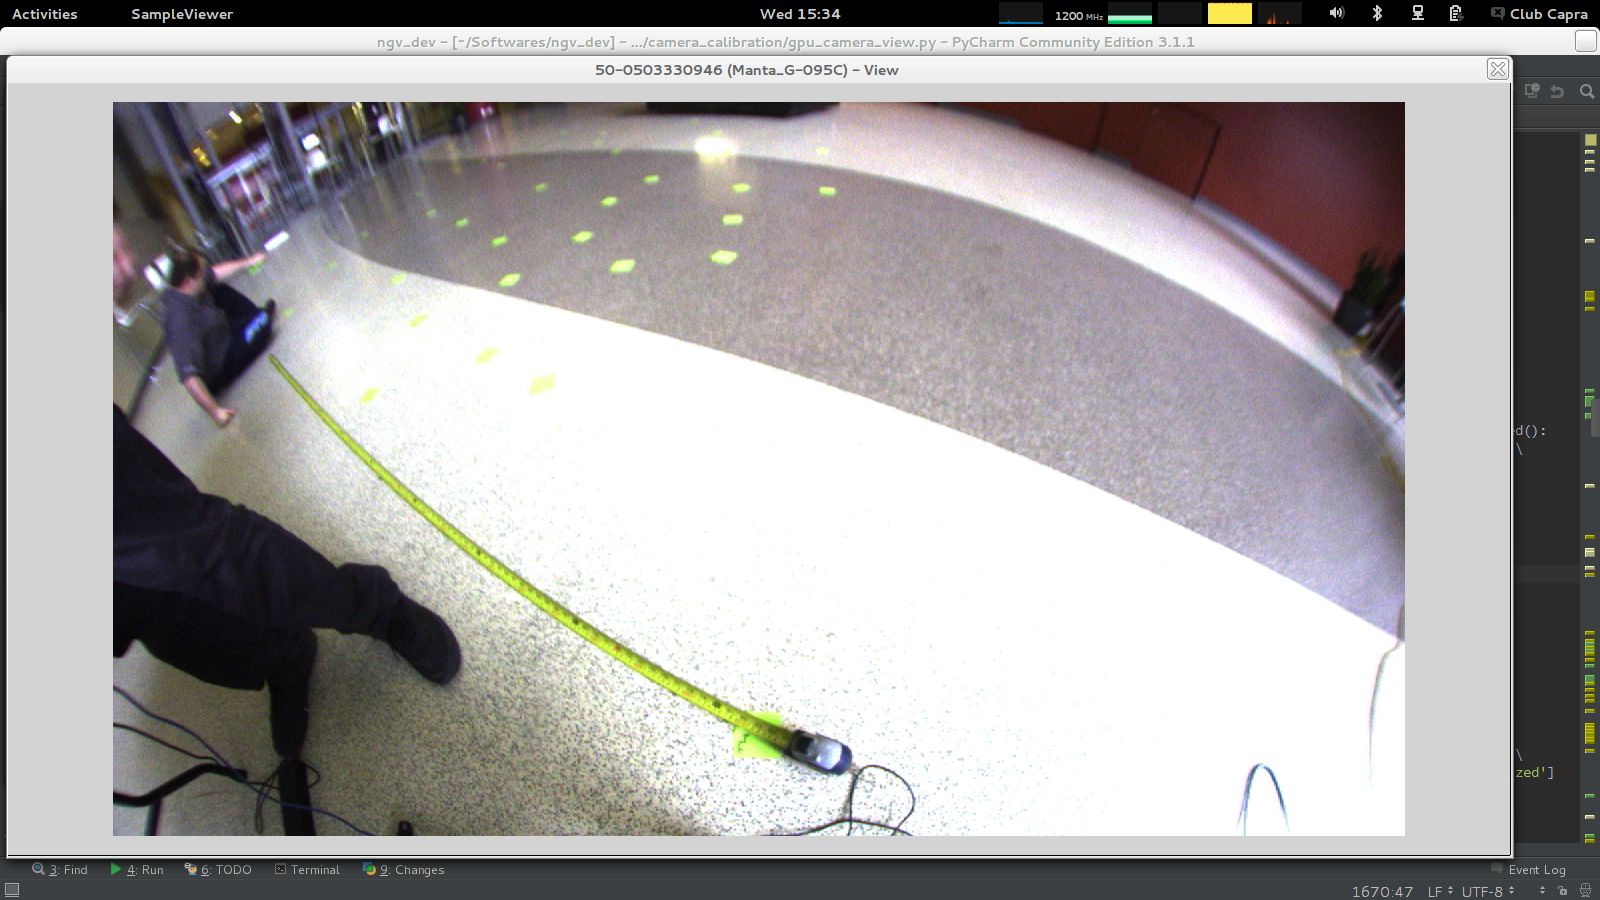 Activities SampleViewer Wed 15:34 1200 MHz Club Capra
ngv_dev - [~/Softwares/ngv_dev] - .../camera_calibration/gpu_camera_view.py - PyCharm Community Edition 3.1.1
50-0503330946 (Manta_G-095C) - View
d():
\
\
zed']
3: Find 4: Run 6: TODO Terminal 9: Changes Event Log
1670:47 LF UTF-8